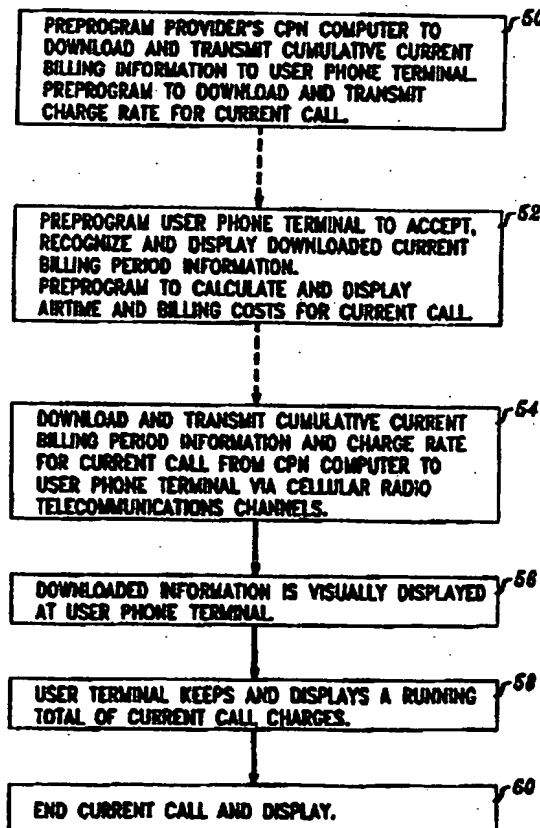 50
PREPROGRAM PROVIDER'S CPN COMPUTER TO
DOWNLOAD AND TRANSMIT CUMULATIVE CURRENT
BILLING INFORMATION TO USER PHONE TERMINAL.
PREPROGRAM TO DOWNLOAD AND TRANSMIT
CHARGE RATE FOR CURRENT CALL.
52
PREPROGRAM USER PHONE TERMINAL TO ACCEPT,
RECOGNIZE AND DISPLAY DOWNLOADED CURRENT
BILLING PERIOD INFORMATION.
PREPROGRAM TO CALCULATE AND DISPLAY
AIRTIME AND BILLING COSTS FOR CURRENT CALL.
54
DOWNLOAD AND TRANSMIT CUMULATIVE CURRENT
BILLING PERIOD INFORMATION AND CHARGE RATE
FOR CURRENT CALL FROM CPN COMPUTER TO
USER PHONE TERMINAL VIA CELLULAR RADIO
TELECOMMUNICATIONS CHANNELS.
56
DOWNLOADED INFORMATION IS VISUALLY DISPLAYED
AT USER PHONE TERMINAL.
58
USER TERMINAL KEEPS AND DISPLAYS A RUNNING
TOTAL OF CURRENT CALL CHARGES.
60
END CURRENT CALL AND DISPLAY.